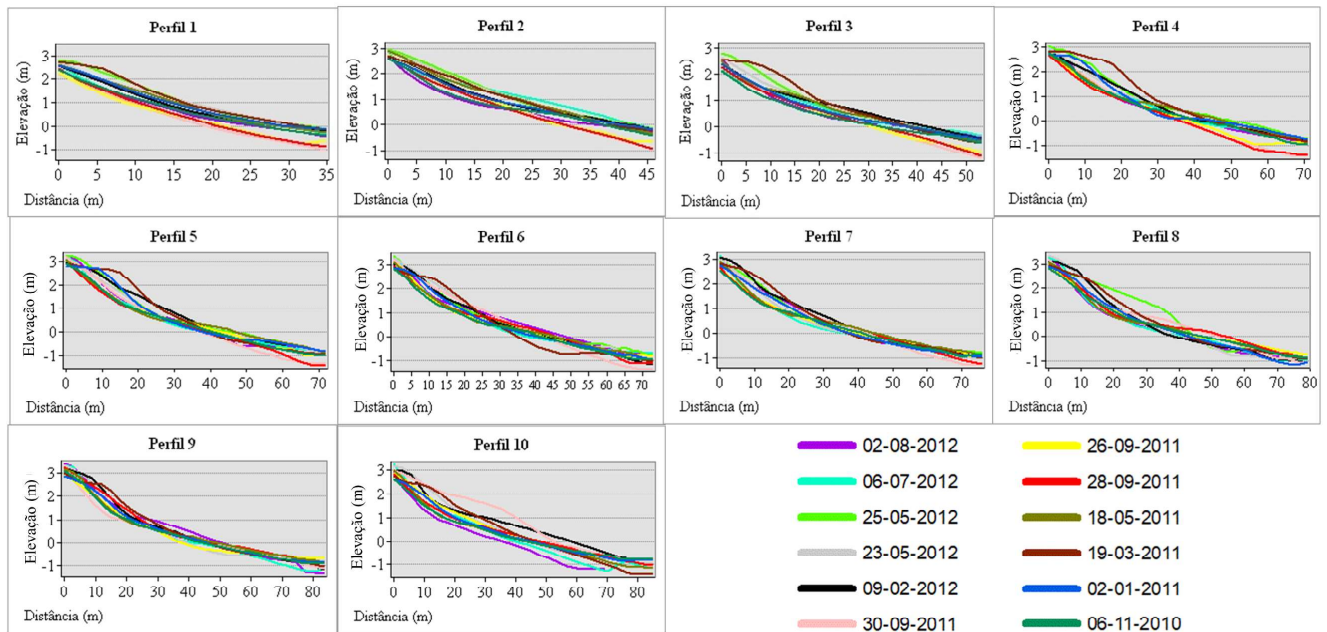 Perfil 1
Elevação (m)
3
2
1
0
-1
0 5 10 15 20 25 30 35
Distância (m)
Perfil 2
Elevação (m)
3
2
1
0
-1
0 5 10 15 20 25 30 35 40 45
Distância (m)
Perfil 3
Elevação (m)
3
2
1
0
-1
0 5 10 15 20 25 30 35 40 45 50
Distância (m)
Perfil 4
Elevação (m))
3
2
1
0
-1
0 10 20 30 40 50 60 70
Distância (m)
Perfil 5
Elevação (m)
3
2
1
0
-1
0 10 20 30 40 50 60 70
Distância (m)
Perfil 6
Elevação (m)
3
2
1
0
-1
0 5 10 15 20 25 30 35 40 45 50 55 60 65 70
Distância (m)
Perfil 7
Elevação (m)
3
2
1
0
-1
0 10 20 30 40 50 60 70
Distância (m)
Perfil 8
Elevação (m)
3
2
1
0
-1
0 10 20 30 40 50 60 70 80
Distância (m)
Perfil 9
Elevação (m)
3
2
1
0
-1
0 10 20 30 40 50 60 70 80
Distância (m)
Perfil 10
Elevação (m)
3
2
1
0
-1
0 10 20 30 40 50 60 70 80
Distância (m)
02-08-2012
06-07-2012
25-05-2012
23-05-2012
09-02-2012
30-09-2011
26-09-2011
28-09-2011
18-05-2011
19-03-2011
02-01-2011
06-11-2010